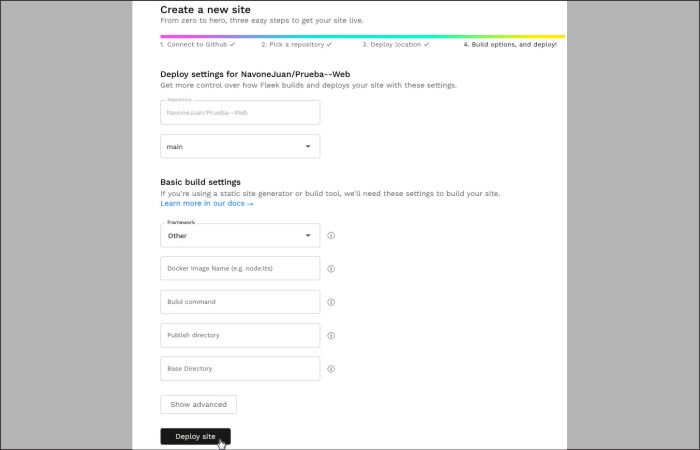 Create a new site
From zero to hero, three easy steps to get your site live.
1. Connect to Github ✓ 2. Pick a repository ✓ 3. Deploy location ✓ 4. Build options, and deploy!
Deploy settings for NavoneJuan/Prueba--Web
Get more control over how Fleek builds and deploys your site with these settings.
Repository
NavoneJuan/Prueba--Web
main
Basic build settings
If you're using a static site generator or build tool, we'll need these settings to build your site.
Learn more in our docs →
Framework
Other
Docker Image Name (e.g. node:lts)
Build command
Publish directory
Base Directory
Show advanced
Deploy site